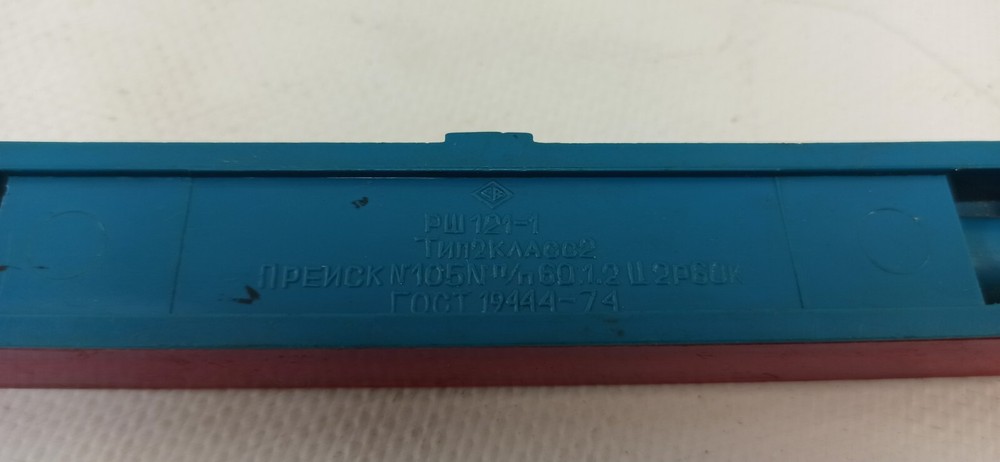 РШ 121-1
ТИП2КЛАСС2
ПРЕЙСК N105N П/П 60.1.2 Ц 2Р60К
ГОСТ 19444-74